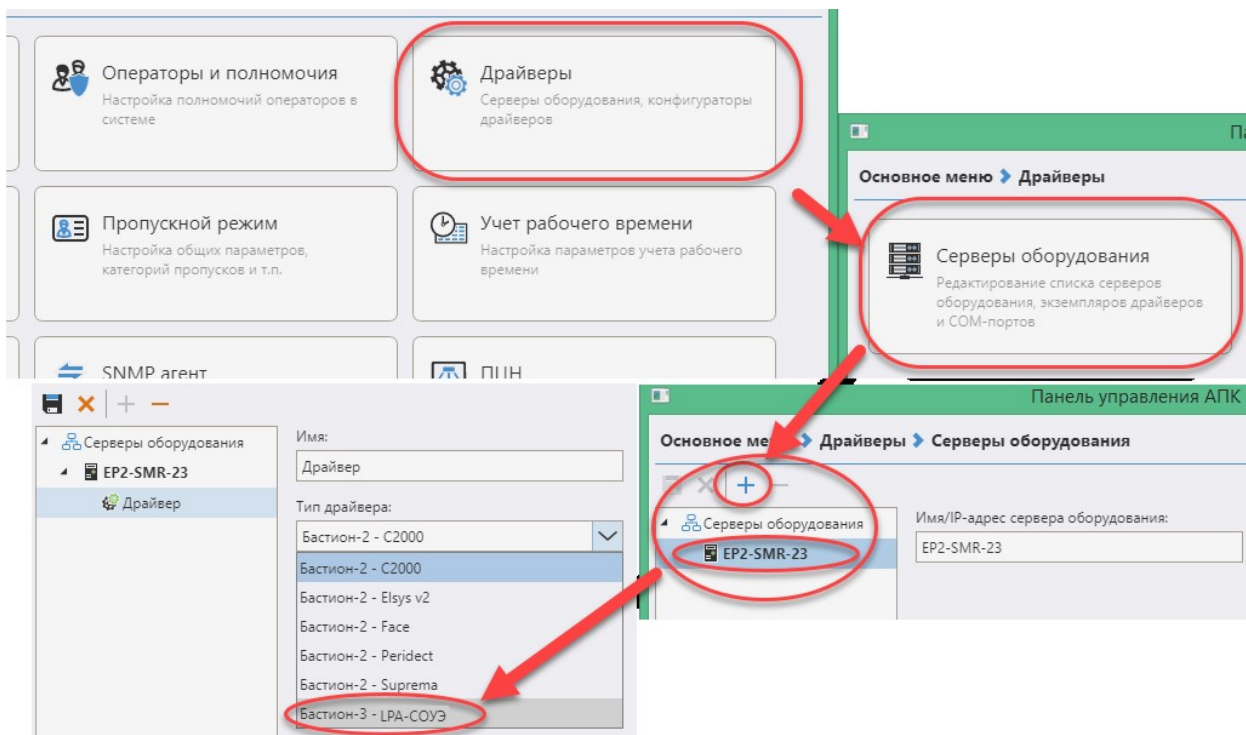 Операторы и полномочия
Настройка полномочий операторов в
системе
Драйверы
Серверы оборудования, конфигураторы
драйверов
Пропускной режим
Настройка общих параметров,
категорий пропусков и т.п.
Учет рабочего времени
Настройка параметров учета рабочего
времени
SNMP агент
ПЦН
Основное меню Драйверы
Серверы оборудования
Редактирование списка серверов
оборудования, экземпляров драйверов
и COM-портов
Панель управления АПК
Основное ме Драйверы Серверы оборудования
Серверы оборудования
EP2-SMR-23
Имя/IP-адрес сервера оборудования:
EP2-SMR-23
Серверы оборудования
EP2-SMR-23
Драйвер
Имя:
Драйвер
Тип драйвера:
Бастион-2 - C2000
Бастион-2 - C2000
Бастион-2 - Elsys v2
Бастион-2 - Face
Бастион-2 - Peridect
Бастион-2 - Suprema
Бастион-3 - LPA-СОУЭ